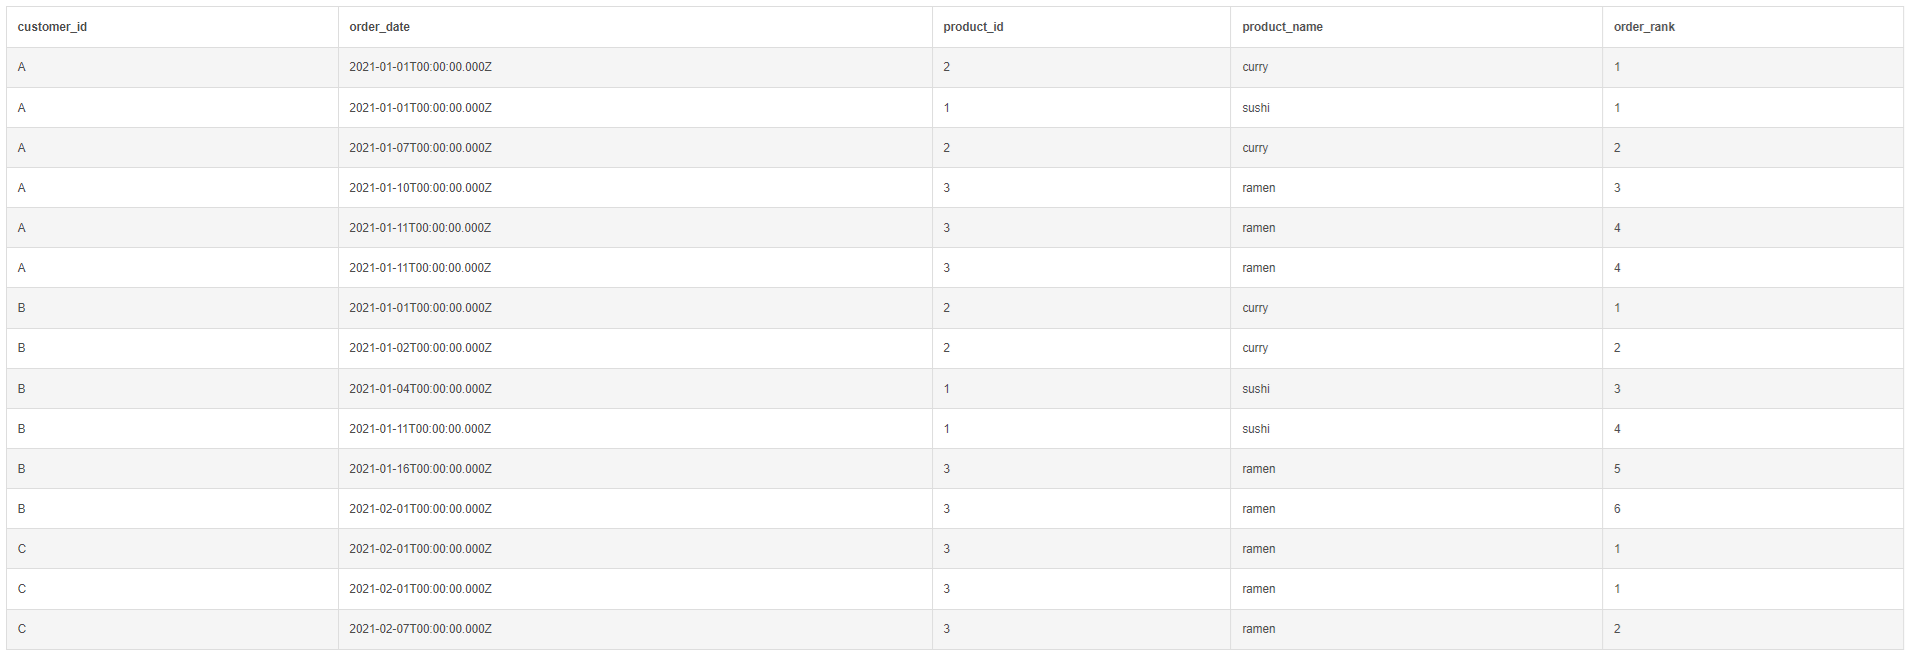 customer_id order_date product_id product_name order_rank
A 2021-01-01T00:00:00.000Z 2 curry 1
A 2021-01-01T00:00:00.000Z 1 sushi 1
A 2021-01-07T00:00:00.000Z 2 curry 2
A 2021-01-10T00:00:00.000Z 3 ramen 3
A 2021-01-11T00:00:00.000Z 3 ramen 4
A 2021-01-11T00:00:00.000Z 3 ramen 4
B 2021-01-01T00:00:00.000Z 2 curry 1
B 2021-01-02T00:00:00.000Z 2 curry 2
B 2021-01-04T00:00:00.000Z 1 sushi 3
B 2021-01-11T00:00:00.000Z 1 sushi 4
B 2021-01-16T00:00:00.000Z 3 ramen 5
B 2021-02-01T00:00:00.000Z 3 ramen 6
C 2021-02-01T00:00:00.000Z 3 ramen 1
C 2021-02-01T00:00:00.000Z 3 ramen 1
C 2021-02-07T00:00:00.000Z 3 ramen 2